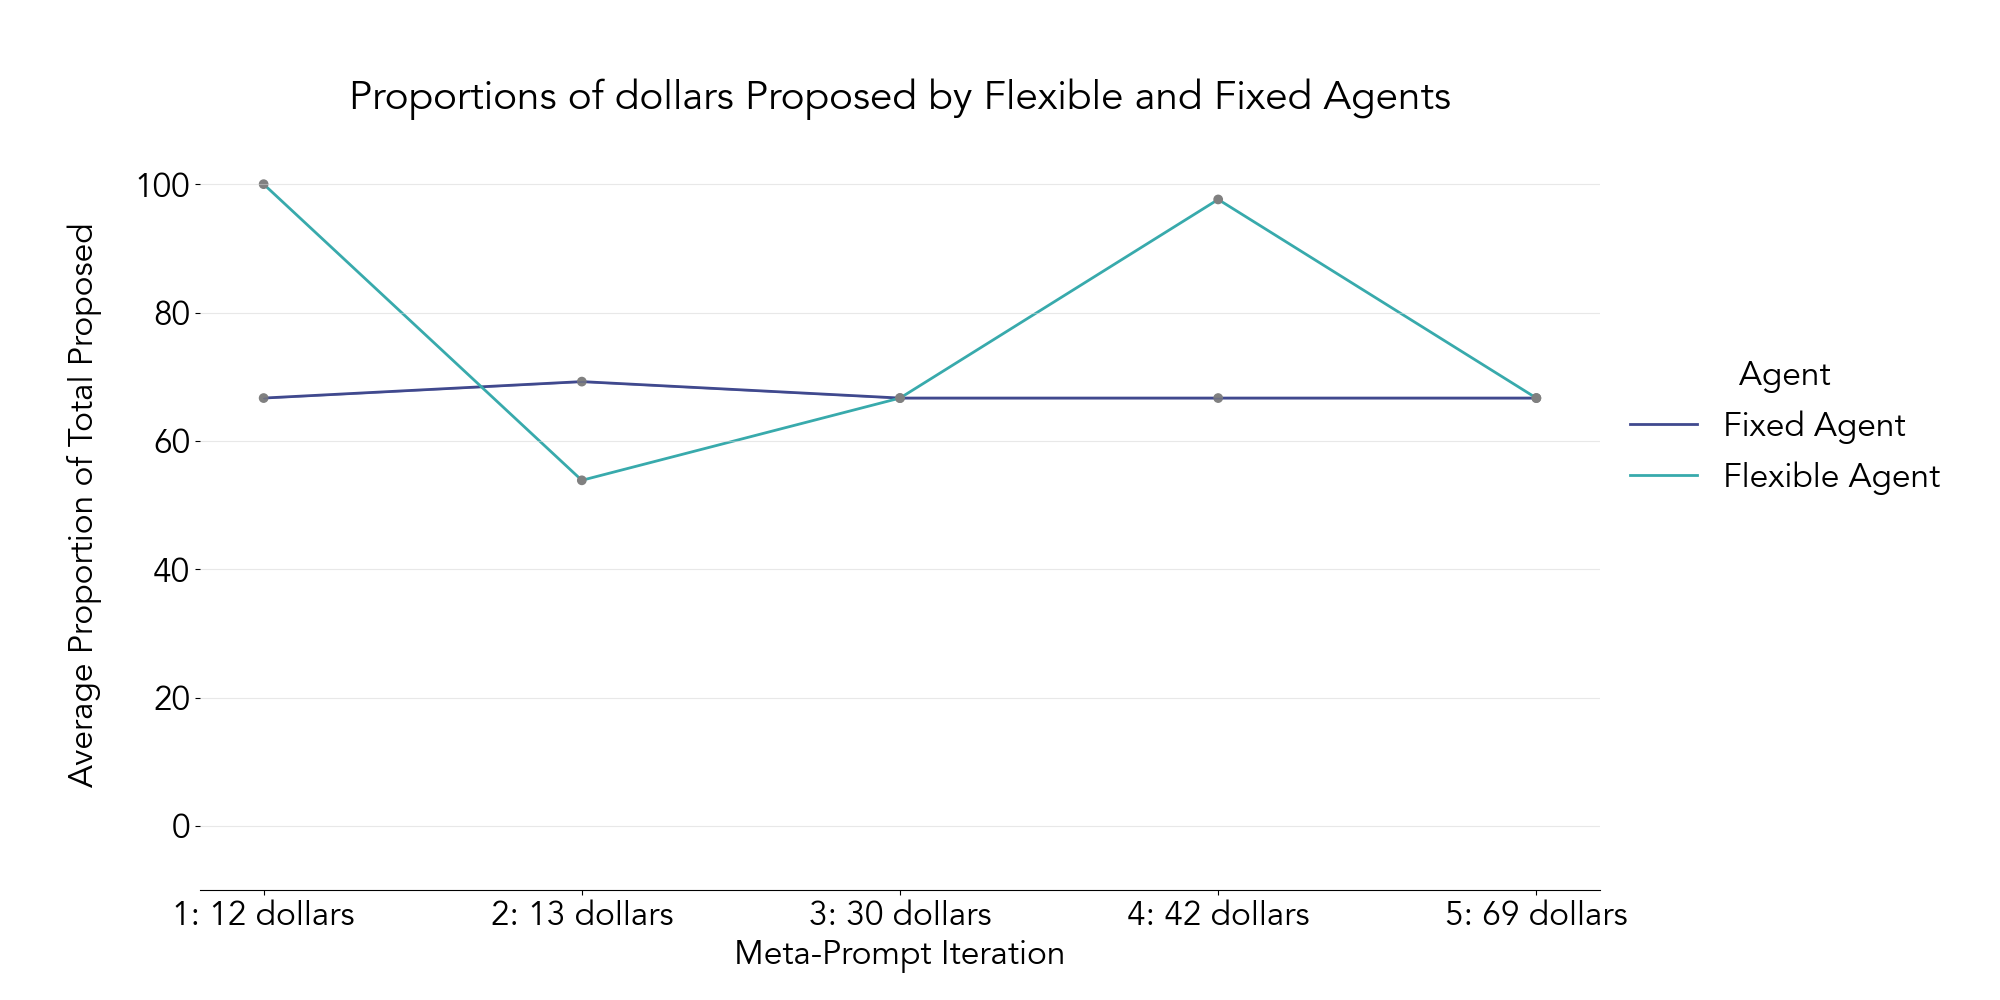 Proportions of dollars Proposed by Flexible and Fixed Agents
Average Proportion of Total Proposed
100
80
60
40
20
0
1: 12 dollars
2: 13 dollars
3: 30 dollars
4: 42 dollars
5: 69 dollars
Meta-Prompt Iteration
Agent
Fixed Agent
Flexible Agent